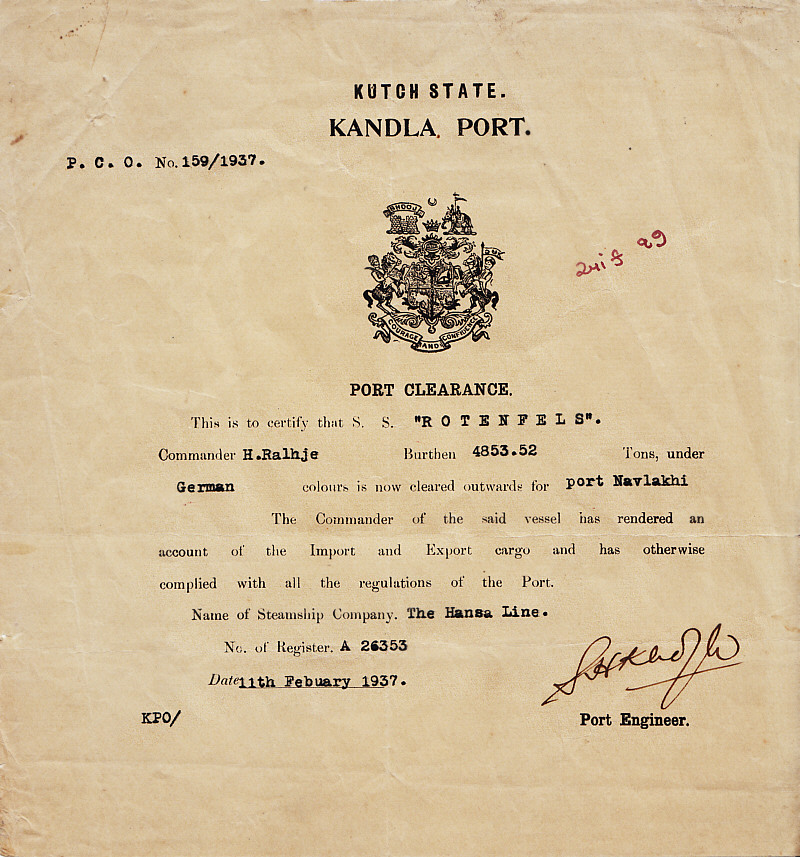 KUTCH STATE.
KANDLA PORT.
P. C. O. No. 159/1937.
BHOOJ
COURAGE AND CONFIDENCE
PORT CLEARANCE.
This is to certify that S. S. "ROTENFELS".
Commander H.Ralhje Burthen 4853.52 Tons, under
German colours is now cleared outwards for port Navlakhi
The Commander of the said vessel has rendered an
account of the Import and Export cargo and has otherwise
complied with all the regulations of the Port.
Name of Steamship Company. The Hansa Line.
No. of Register. A 26353
Date 11th Febuary 1937.
KPO/
Port Engineer.